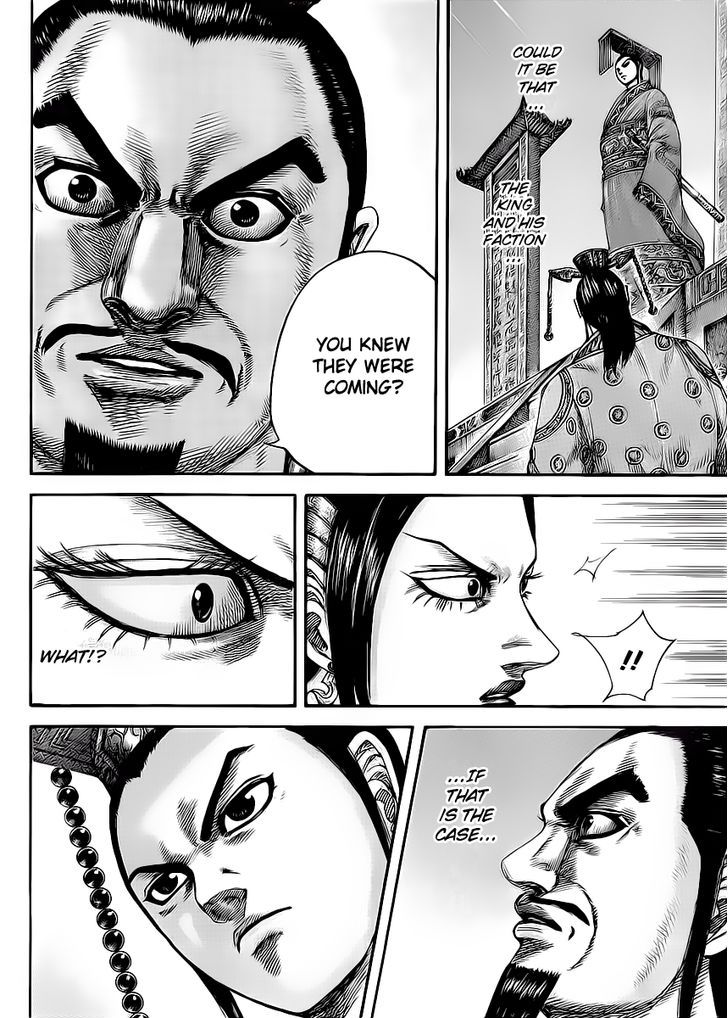 COULD
IT BE
THAT
...
THE
KING
AND HIS
FACTION
...
YOU KNEW
THEY WERE
COMING?
!!
WHAT!?
...IF
THAT
IS THE
CASE...